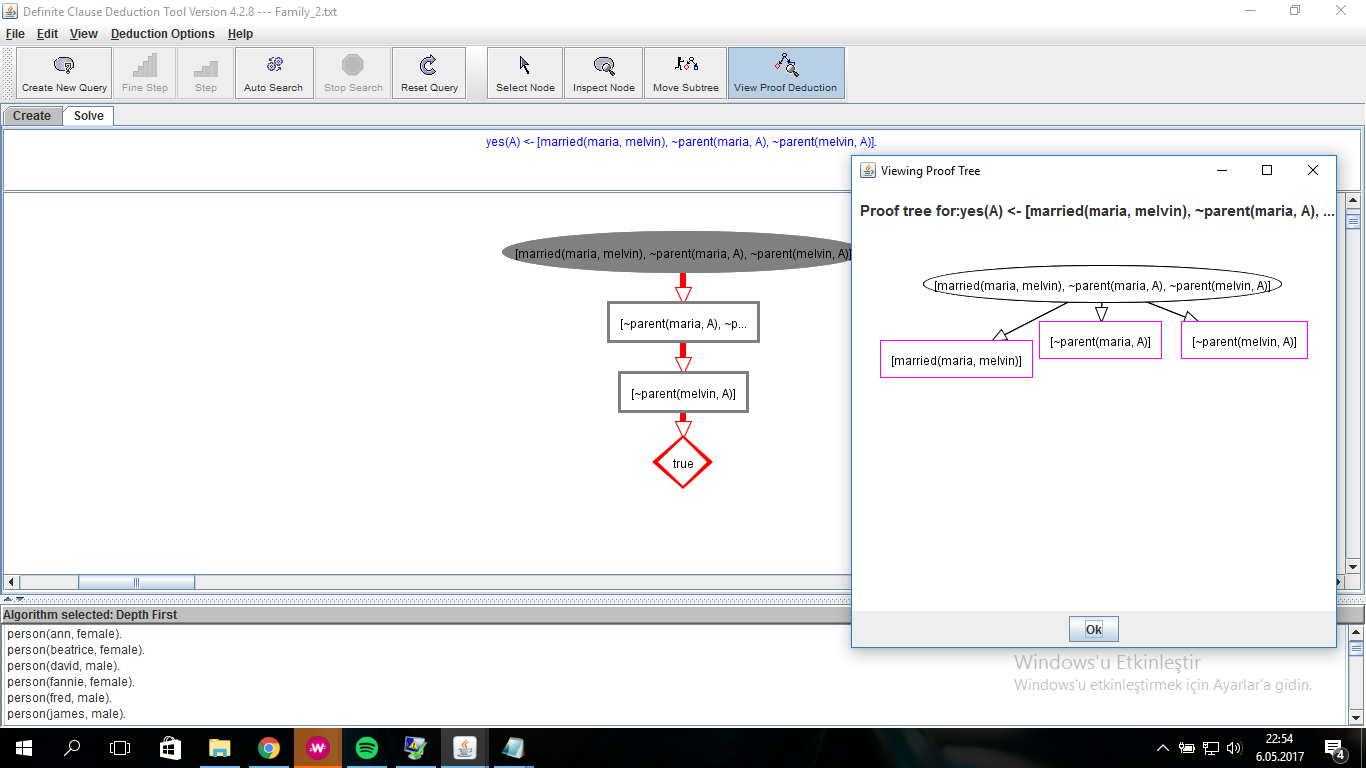 Definite Clause Deduction Tool Version 4.2.8 --- Family_2.txt
File Edit View Deduction Options Help
Create New Query Fine Step Step Auto Search Stop Search Reset Query Select Node Inspect Node Move Subtree View Proof Deduction
Create Solve
yes(A) <- [married(maria, melvin), ~parent(maria, A), ~parent(melvin, A)].
[married(maria, melvin), ~parent(maria, A), ~parent(melvin, A)]
[~parent(maria, A), ~p...
[~parent(melvin, A)]
true
Viewing Proof Tree
Proof tree for:yes(A) <- [married(maria, melvin), ~parent(maria, A), ...
[married(maria, melvin), ~parent(maria, A), ~parent(melvin, A)]
[~parent(maria, A)]
[~parent(melvin, A)]
[married(maria, melvin)]
Ok
Algorithm selected: Depth First
person(ann, female).
person(beatrice, female).
person(david, male).
person(fannie, female).
person(fred, male).
person(james, male).
Windows'u Etkinleştir
Windows'u etkinleştirmek için Ayarlar'a gidin.
22:54
6.05.2017
4